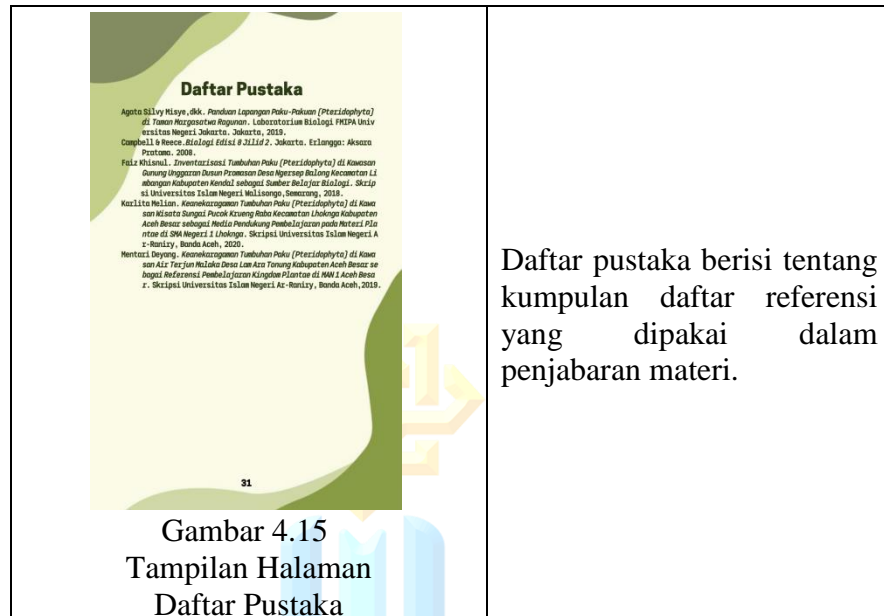 Daftar Pustaka
Agata Silvy Misye,dkk. Panduan Lapangan Paku-Pakuan (Pteridophyta)
di Taman Margasatwa Ragunan. Laboratorium Biologi FMIPA Univ
ersitas Negeri Jakarta. Jakarta, 2019.
Campbell & Reece.Biologi Edisi 8 Jilid 2. Jakarta. Erlangga: Aksara
Pratama. 2008.
Faiz Khisnul. Inventarisasi Tumbuhan Paku (Pteridophyta) di Kawasan
Gunung Unggaran Dusun Promasan Desa Ngersep Balong Kecamatan Li
mbangan Kabupaten Kendal sebagai Sumber Belajar Biologi. Skrip
si Universitas Islam Negeri Walisongo,Semarang, 2018.
Karlita Melian. Keanekaragaman Tumbuhan Paku (Pteridophyta) di Kawa
san Wisata Sungai Pucok Krueng Raba Kecamatan Lhoknga Kabupaten
Aceh Besar sebagai Media Pendukung Pembelajaran pada Materi Pla
ntae di SMA Negeri 1 Lhoknga. Skripsi Universitas Islam Negeri A
r-Raniry, Banda Aceh, 2020.
Mentari Deyang. Keanekaragaman Tumbuhan Paku (Pteridophyta) di Kawa
san Air Terjun Malaka Desa Lam Ara Tonung Kabupaten Aceh Besar se
bagai Referensi Pembelajaran Kingdom Plantae di MAN 1 Aceh Besa
r. Skripsi Universitas Islam Negeri Ar-Raniry, Banda Aceh,2019.
31
Gambar 4.15
Tampilan Halaman
Daftar Pustaka
Daftar pustaka berisi tentang
kumpulan daftar referensi
yang dipakai dalam
penjabaran materi.